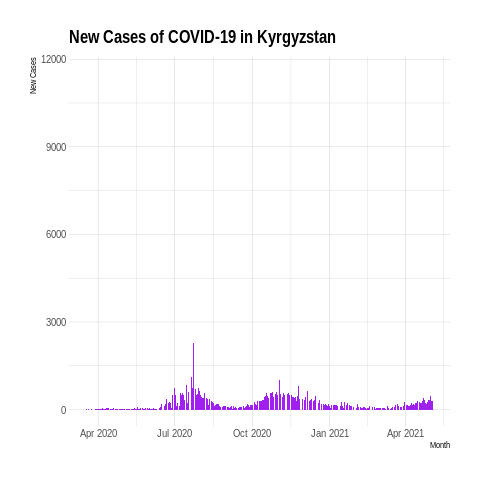 New Cases of COVID-19 in Kyrgyzstan
New Cases
12000
9000
6000
3000
0
Apr 2020 Jul 2020 Oct 2020 Jan 2021 Apr 2021
Month